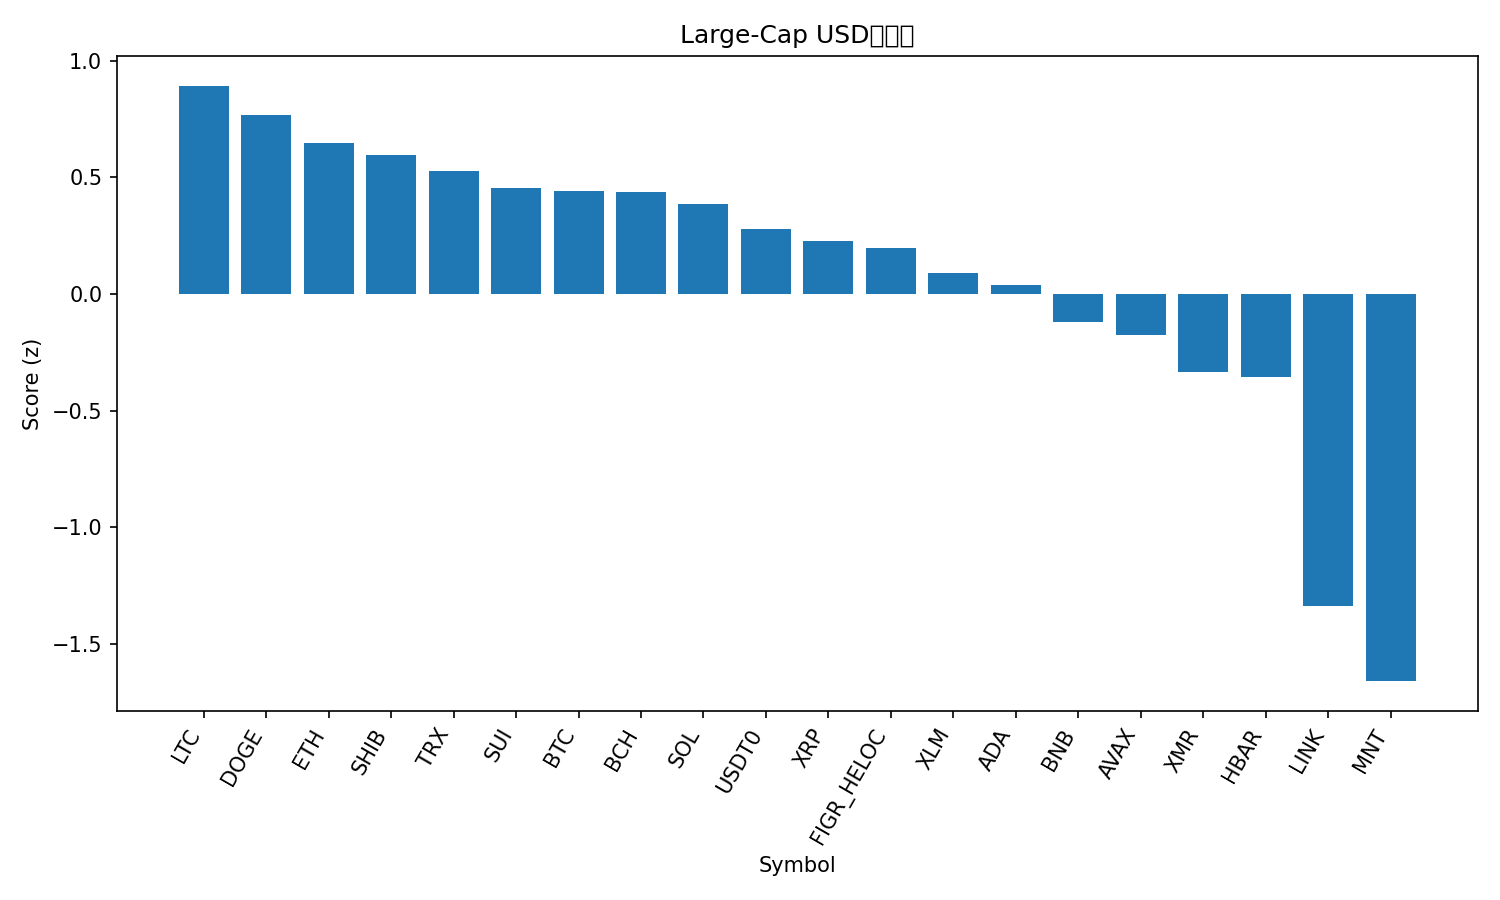 Large-Cap USD
1.0
0.5
0.0
−0.5
−1.0
−1.5
Score (z)
LTC
DOGE
ETH
SHIB
TRX
SUI
BTC
BCH
SOL
USDT0
XRP
FIGR_HELOC
XLM
ADA
BNB
AVAX
XMR
HBAR
LINK
MNT
Symbol